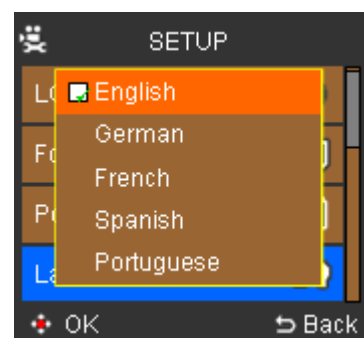 SETUP
English
German
French
Spanish
Portuguese
OK
Back